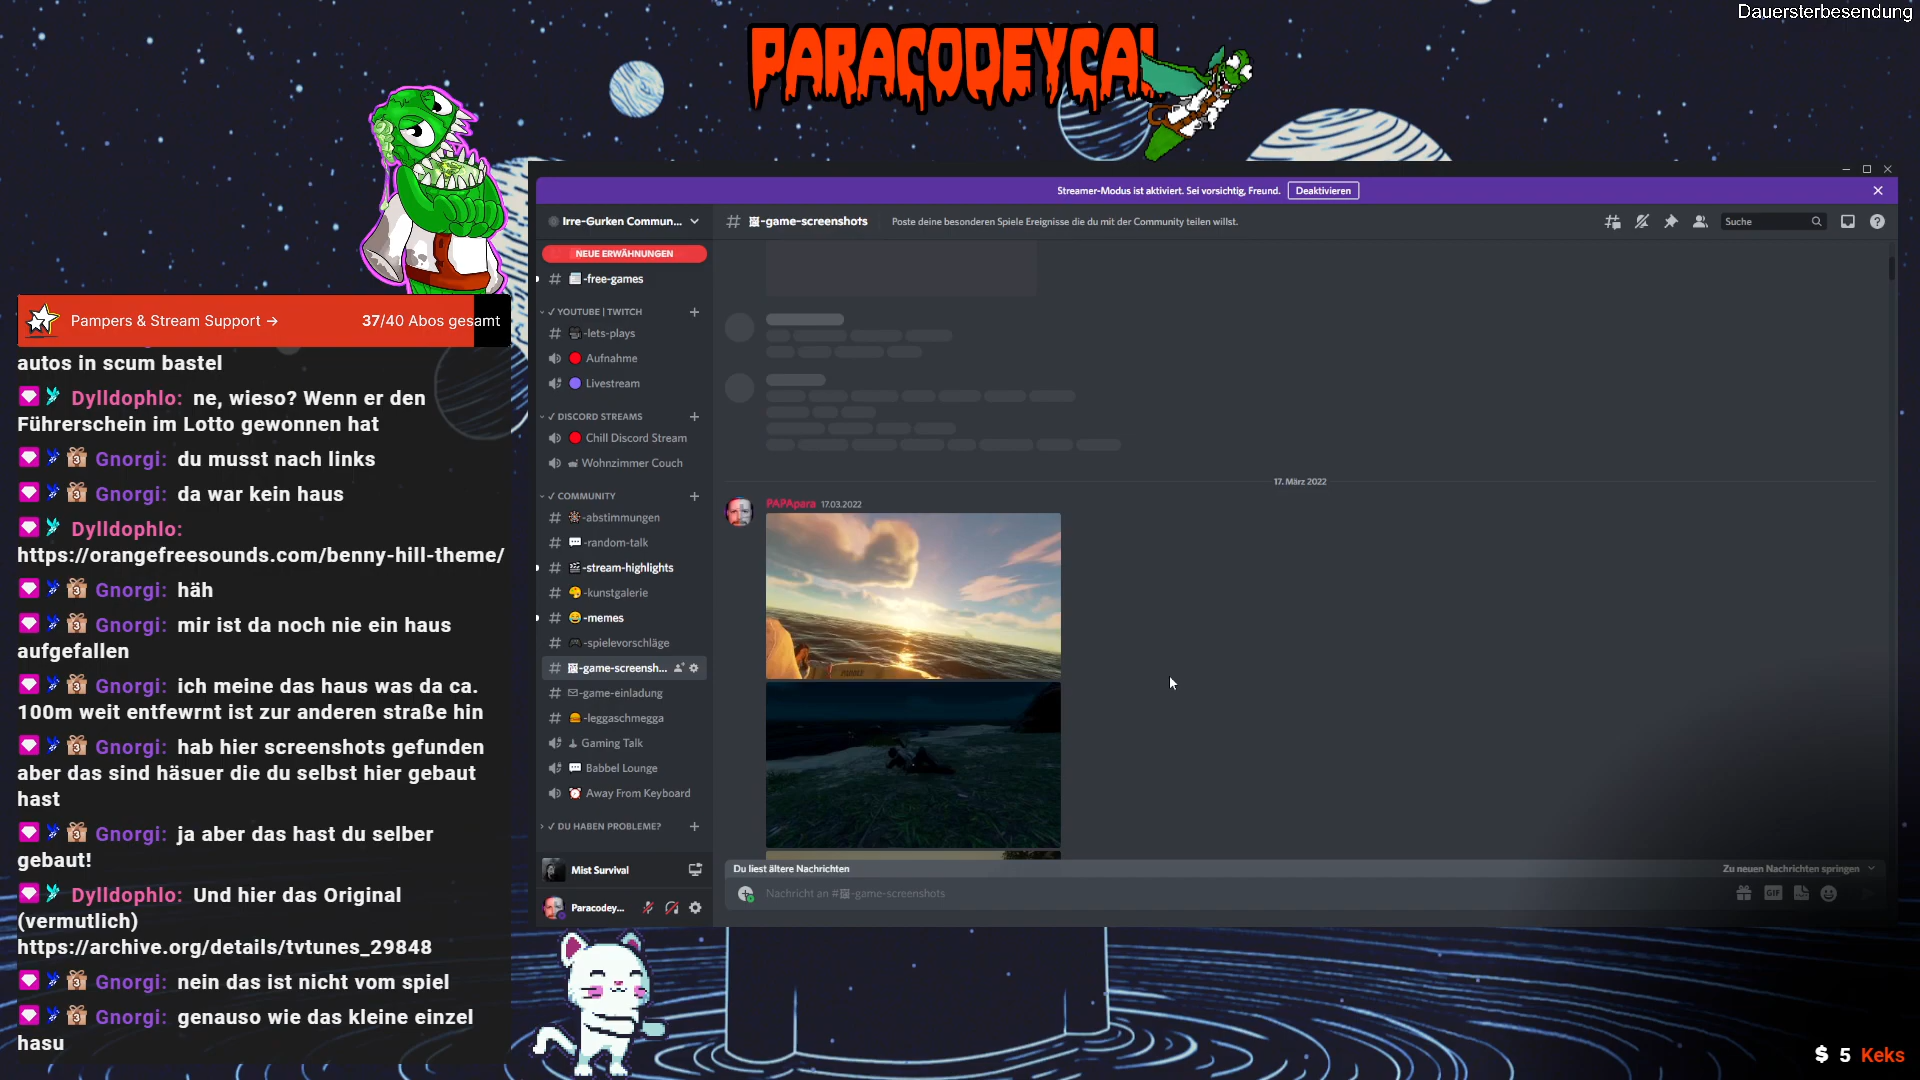 Dauersterbesendung
PARACODEYCAL
Pampers & Stream Support → 37/40 Abos gesamt
autos in scum bastel
Dylldophlo: ne, wieso? Wenn er den
Führerschein im Lotto gewonnen hat
3 Gnorgi: du musst nach links
3 Gnorgi: da war kein haus
Dylldophlo:
https://orangefreesounds.com/benny-hill-theme/
3 Gnorgi: häh
3 Gnorgi: mir ist da noch nie ein haus
aufgefallen
3 Gnorgi: ich meine das haus was da ca.
100m weit entfewrnt ist zur anderen straße hin
3 Gnorgi: hab hier screenshots gefunden
aber das sind häsuer die du selbst hier gebaut
hast
3 Gnorgi: ja aber das hast du selber
gebaut!
Dylldophlo: Und hier das Original
(vermutlich)
https://archive.org/details/tvtunes_29848
3 Gnorgi: nein das ist nicht vom spiel
3 Gnorgi: genauso wie das kleine einzel
hasu
Streamer-Modus ist aktiviert. Sei vorsichtig, Freund. Deaktivieren
Irre-Gurken Commun...
NEUE ERWÄHNUNGEN
# -free-games
✓ YOUTUBE | TWITCH +
# -lets-plays
Aufnahme
Livestream
✓ DISCORD STREAMS +
Chill Discord Stream
Wohnzimmer Couch
✓ COMMUNITY +
# -abstimmungen
# -random-talk
# -stream-highlights
# -kunstgalerie
# 😄-memes
# -spielevorschläge
# -game-screensh...
# -game-einladung
# 🍔-leggaschmegga
Gaming Talk
Babbel Lounge
Away From Keyboard
✓ DU HABEN PROBLEME? +
Mist Survival
Paracodey...
# -game-screenshots Poste deine besonderen Spiele Ereignisse die du mit der Community teilen willst.
Suche
17. März 2022
PAPApara 17.03.2022
Du liest ältere Nachrichten Zu neuen Nachrichten springen
Nachricht an #-game-screenshots
GIF
$ 5 Keks